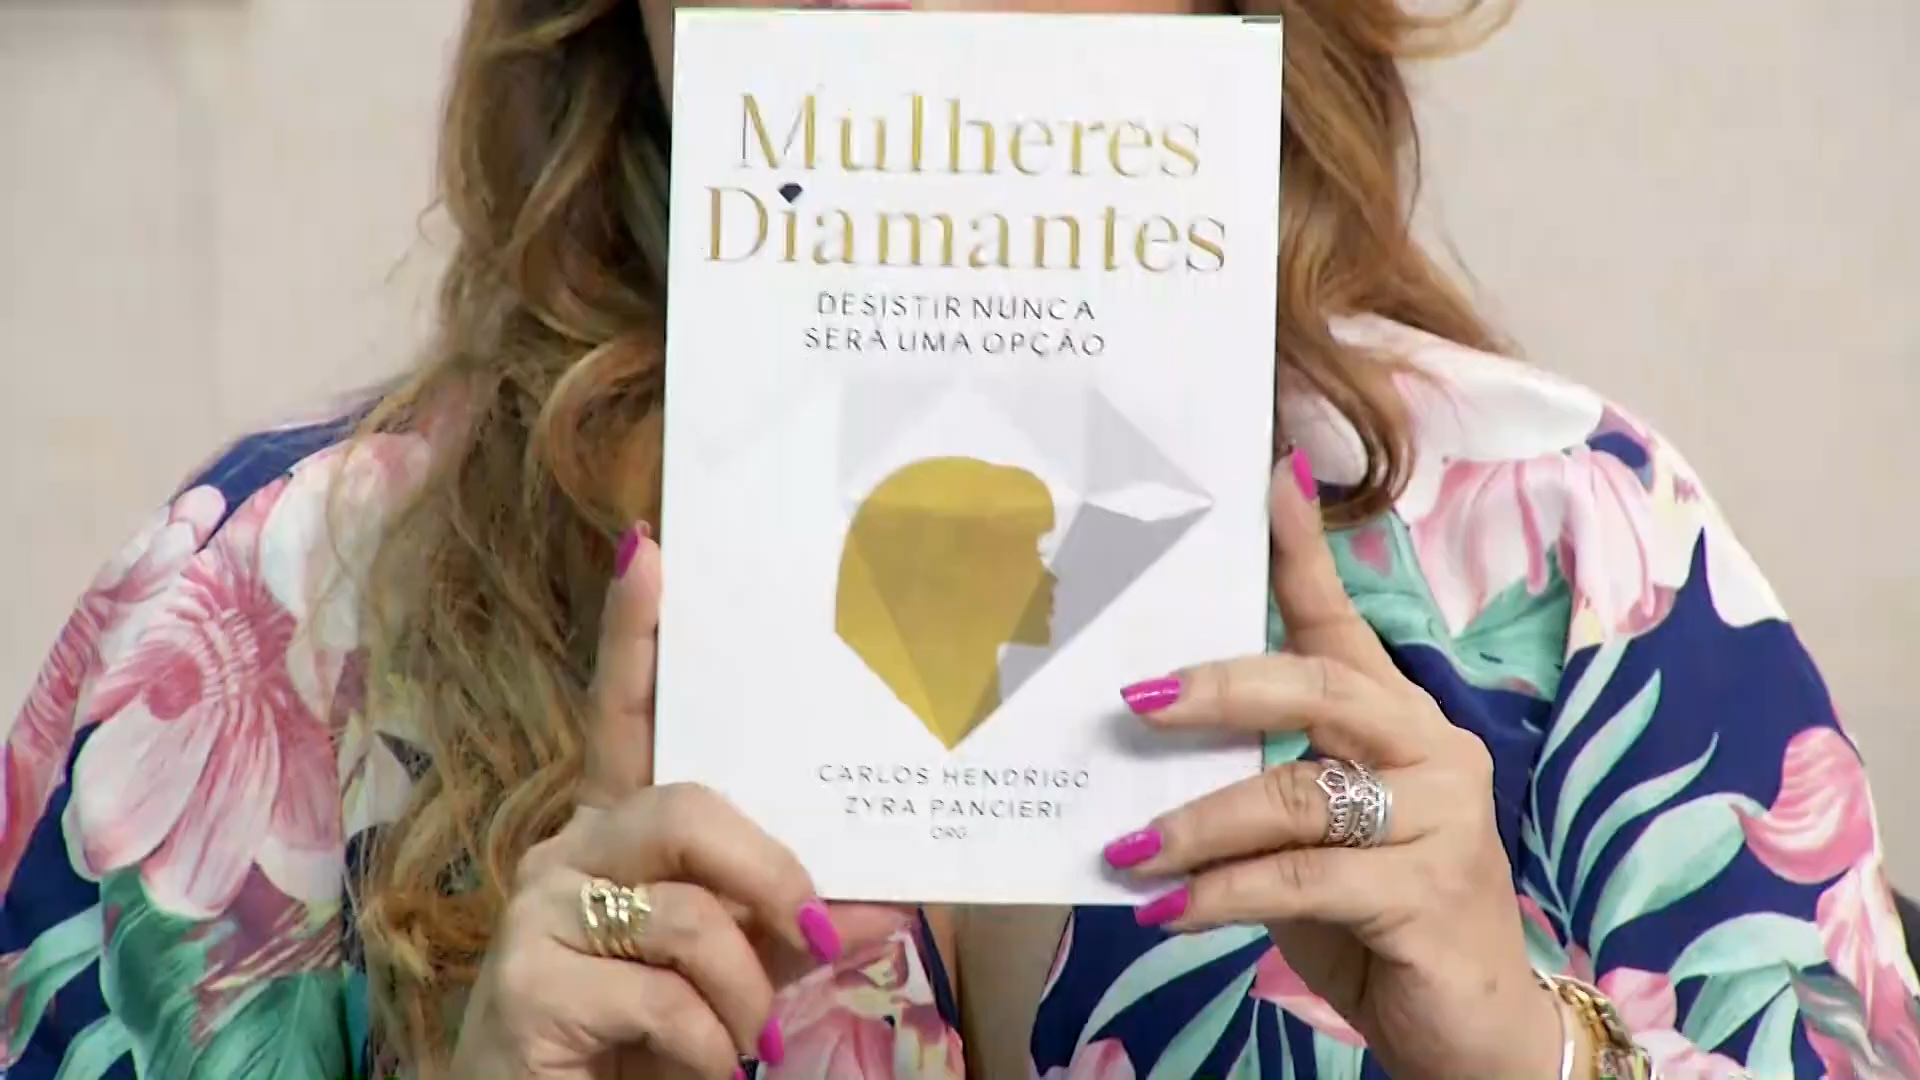 Mulheres
Diamantes
DESISTIR NUNCA
SERÁ UMA OPÇÃO
CARLOS HENDRIGO
ZYRA PANCIERI
ORG